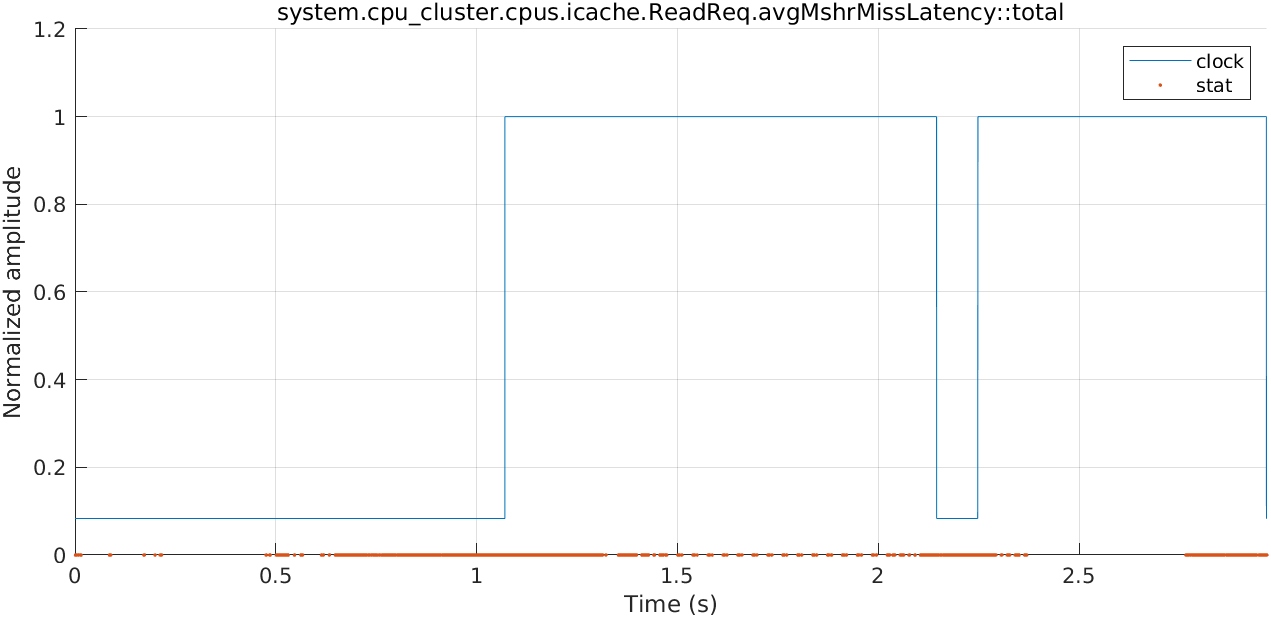 system.cpu_cluster.cpus.icache.ReadReq.avgMshrMissLatency::total
1.2
1
0.8
0.6
0.4
0.2
0
Normalized amplitude
clock
stat
0
0.5
1
1.5
2
2.5
Time (s)